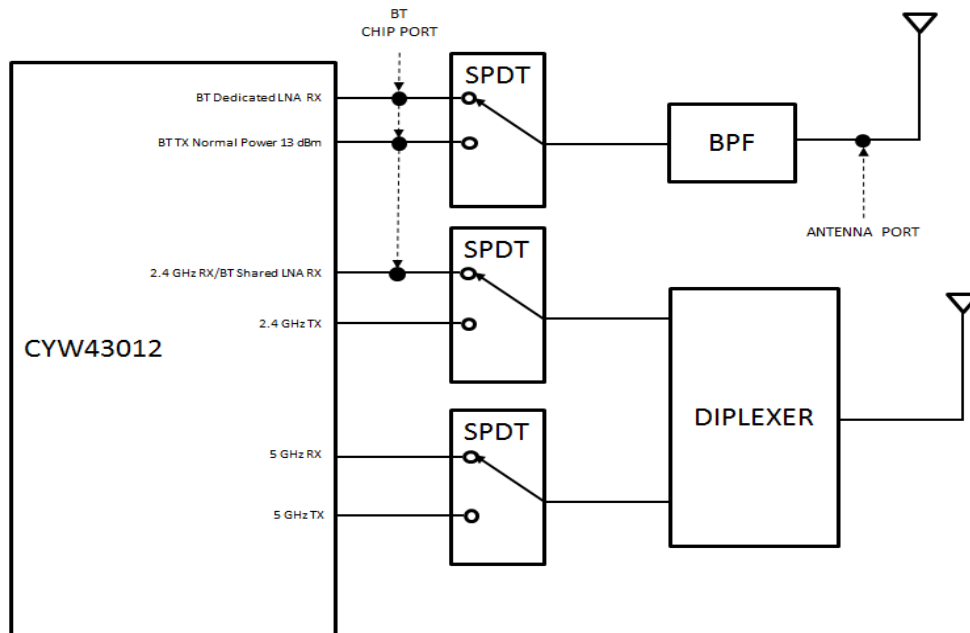 BT
CHIP PORT
SPDT
BT Dedicated LNA RX
BT TX Normal Power 13 dBm
BPF
ANTENNA PORT
SPDT
2.4 GHz RX/BT Shared LNA RX
2.4 GHz TX
CYW43012
DIPLEXER
SPDT
5 GHz RX
5 GHz TX